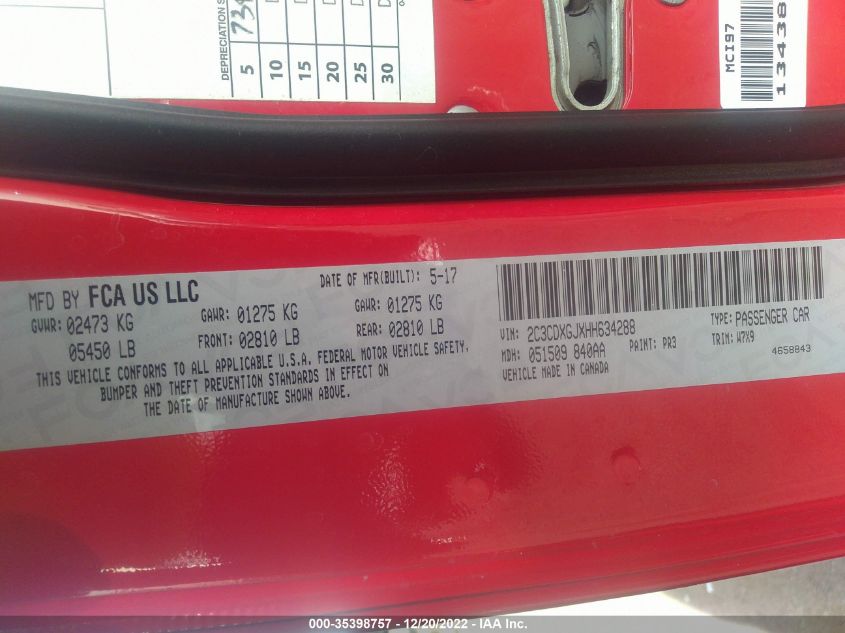 DEPRECIATION S
5
10
15
20
25
30
MCI97
13438
MFD BY FCA US LLC
DATE OF MFR(BUILT): 5-17
GVWR: 02473 KG
GAWR: 01275 KG
GAWR: 01275 KG
05450 LB
FRONT: 02810 LB
REAR: 02810 LB
THIS VEHICLE CONFORMS TO ALL APPLICABLE U.S.A. FEDERAL MOTOR VEHICLE SAFETY,
BUMPER AND THEFT PREVENTION STANDARDS IN EFFECT ON
THE DATE OF MANUFACTURE SHOWN ABOVE.
VIN: 2C3CDXGJXHH634288
TYPE: PASSENGER CAR
MDH: 051509 840AA
PAINT: PR3
TRIM: W7X9
VEHICLE MADE IN CANADA
4658843
000-35398757 - 12/20/2022 - IAA Inc.